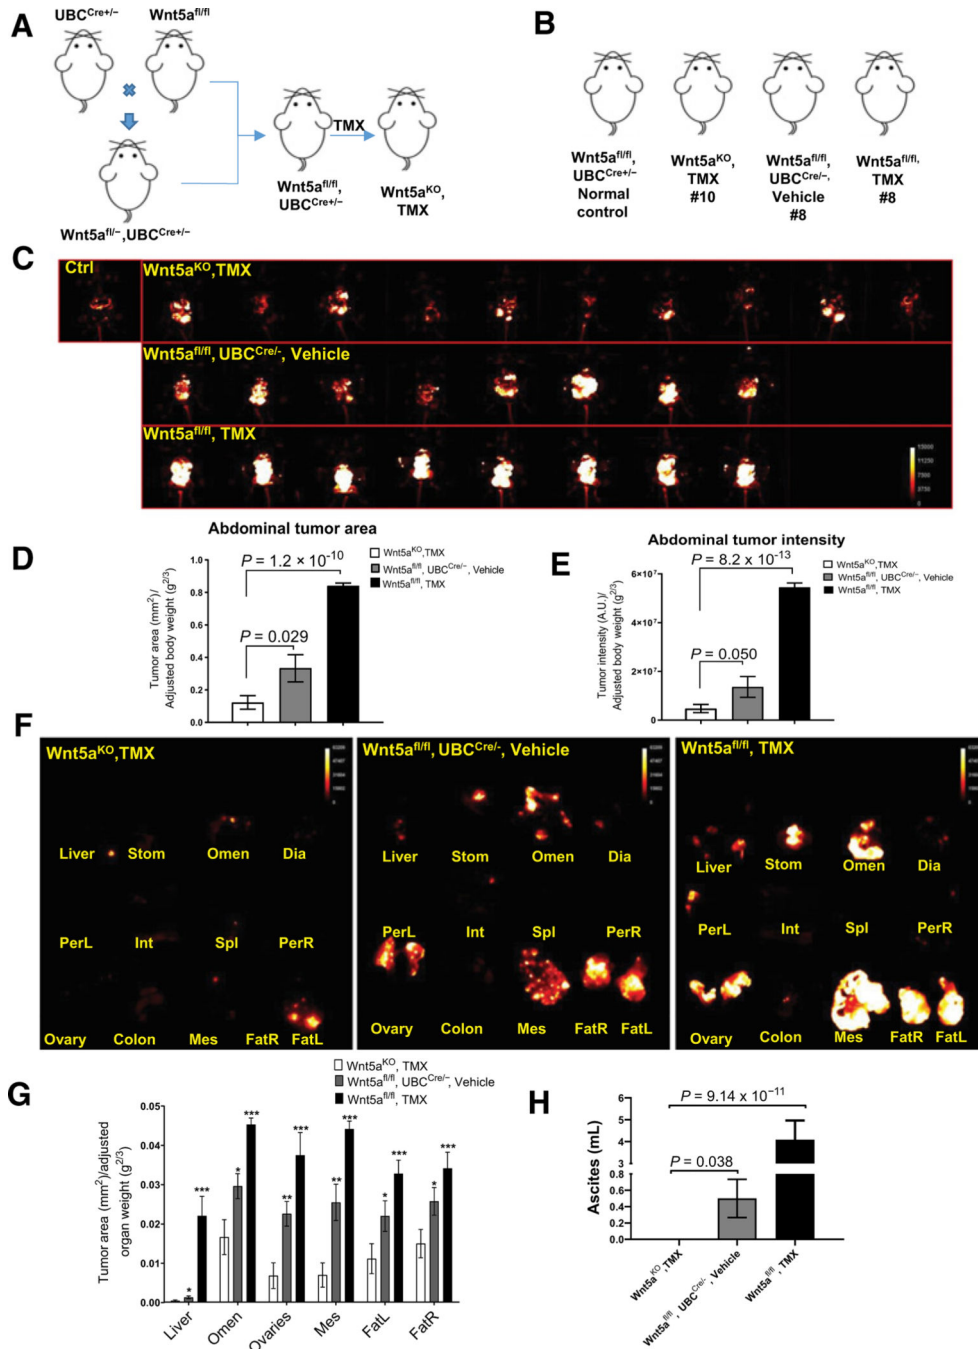 A
UBCCre+/– Wnt5afl/fl
TMX
Wnt5afl/fl,
UBCCre+/–
Wnt5aKO,
TMX
Wnt5afl/–,UBCCre+/–
B
Wnt5afl/fl,
UBCCre+/–
Normal
control
Wnt5aKO,
TMX
#10
Wnt5afl/fl,
UBCCre/–,
Vehicle
#8
Wnt5afl/fl,
TMX
#8
C
Ctrl
Wnt5aKO,TMX
Wnt5afl/fl, UBCCre/-, Vehicle
Wnt5afl/fl, TMX
15000
11250
7500
3750
0
D
Abdominal tumor area
Wnt5aKO,TMX
Wnt5afl/fl, UBCCre/–, Vehicle
Wnt5afl/fl, TMX
P = 1.2 × 10-10
P = 0.029
Tumor area (mm2)/
Adjusted body weight (g2/3)
1.0
0.8
0.6
0.4
0.2
0.0
E
Abdominal tumor intensity
P = 8.2 x 10-13
Wnt5aKO,TMX
Wnt5afl/fl, UBCCre/–, Vehicle
Wnt5afl/fl, TMX
P = 0.050
Tumor intensity (A.U.)/
Adjusted body weight (g2/3)
6×107
4×107
2×107
0
F
Wnt5aKO,TMX
Liver Stom Omen Dia
PerL Int Spl PerR
Ovary Colon Mes FatR FatL
Wnt5afl/fl, UBCCre/-, Vehicle
Liver Stom Omen Dia
PerL Int Spl PerR
Ovary Colon Mes FatR FatL
Wnt5afl/fl, TMX
Liver Stom Omen Dia
PerL Int Spl PerR
Ovary Colon Mes FatR FatL
G
Wnt5aKO, TMX
Wnt5afl/fl, UBCCre/–, Vehicle
Wnt5afl/fl, TMX
Tumor area (mm2)/adjusted
organ weight (g2/3)
0.05
0.04
0.03
0.02
0.01
0.00
* ***
* ***
** ***
** ***
* ***
* ***
Liver Omen Ovaries Mes FatL FatR
H
P = 9.14 x 10–11
P = 0.038
Ascites (mL)
6
5
4
3
2
1
0.8
0.6
0.4
0.2
0.0
Wnt5aKO,TMX
Wnt5afl/fl, UBCCre/-, Vehicle
Wnt5afl/fl, TMX